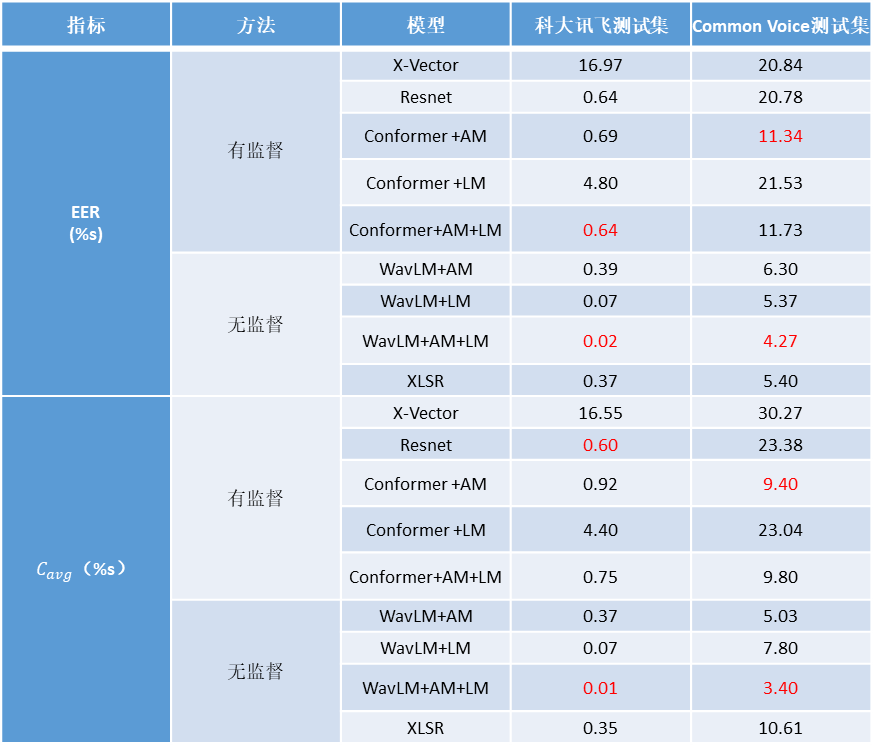 指标 方法 模型 科大讯飞测试集 Common Voice测试集
EER
(%s)
有监督
X-Vector 16.97 20.84
Resnet 0.64 20.78
Conformer +AM 0.69 11.34
Conformer +LM 4.80 21.53
Conformer+AM+LM 0.64 11.73
无监督
WavLM+AM 0.39 6.30
WavLM+LM 0.07 5.37
WavLM+AM+LM 0.02 4.27
XLSR 0.37 5.40
C_avg（%s）
有监督
X-Vector 16.55 30.27
Resnet 0.60 23.38
Conformer +AM 0.92 9.40
Conformer +LM 4.40 23.04
Conformer+AM+LM 0.75 9.80
无监督
WavLM+AM 0.37 5.03
WavLM+LM 0.07 7.80
WavLM+AM+LM 0.01 3.40
XLSR 0.35 10.61